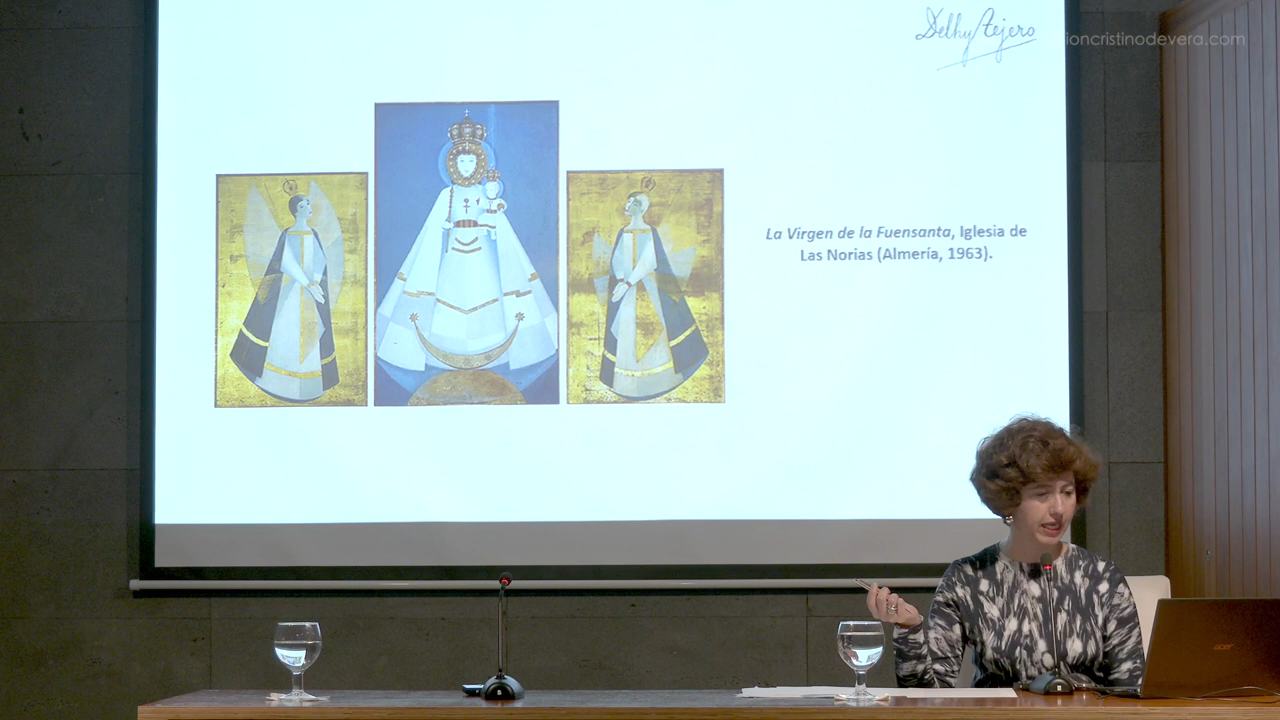 Delhy Tejero
ioncristinodevera.com
La Virgen de la Fuensanta, Iglesia de
Las Norias (Almería, 1963).
acer